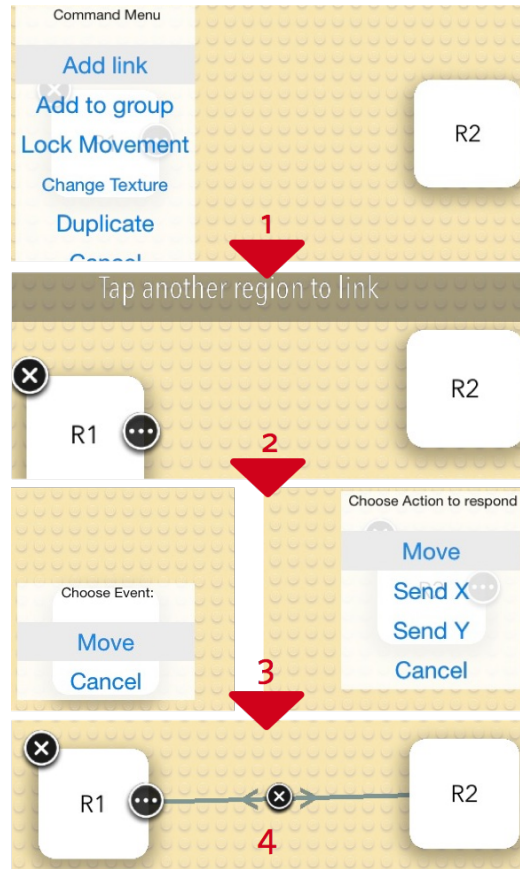 Command Menu
Add link
Add to group
Lock Movement
Change Texture
Duplicate
Cancel
R2
1
Tap another region to link
R1
R2
2
Choose Event:
Move
Cancel
Choose Action to respond
Move
Send X
Send Y
Cancel
3
R1
R2
4